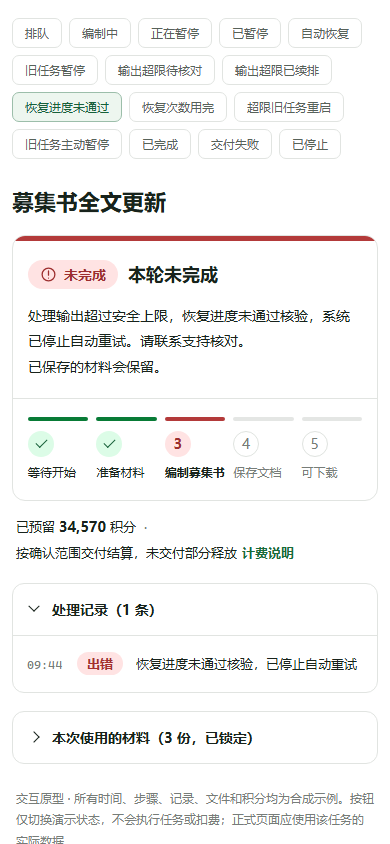 排队 编制中 正在暂停 已暂停 自动恢复
旧任务暂停 输出超限待核对 输出超限已续排
恢复进度未通过 恢复次数用完 超限旧任务重启
旧任务主动暂停 已完成 交付失败 已停止
募集书全文更新
未完成 本轮未完成
处理输出超过安全上限，恢复进度未通过核验，系统
已停止自动重试。请联系支持核对。
已保存的材料会保留。
3 4 5
等待开始 准备材料 编制募集书 保存文档 可下载
已预留 34,570 积分 ·
按确认范围交付结算，未交付部分释放 计费说明
处理记录（1 条）
09:44 出错 恢复进度未通过核验，已停止自动重试
本次使用的材料（3 份，已锁定）
交互原型 · 所有时间、步骤、记录、文件和积分均为合成示例。按钮
仅切换演示状态，不会执行任务或扣费；正式页面应使用该任务的
实际数据